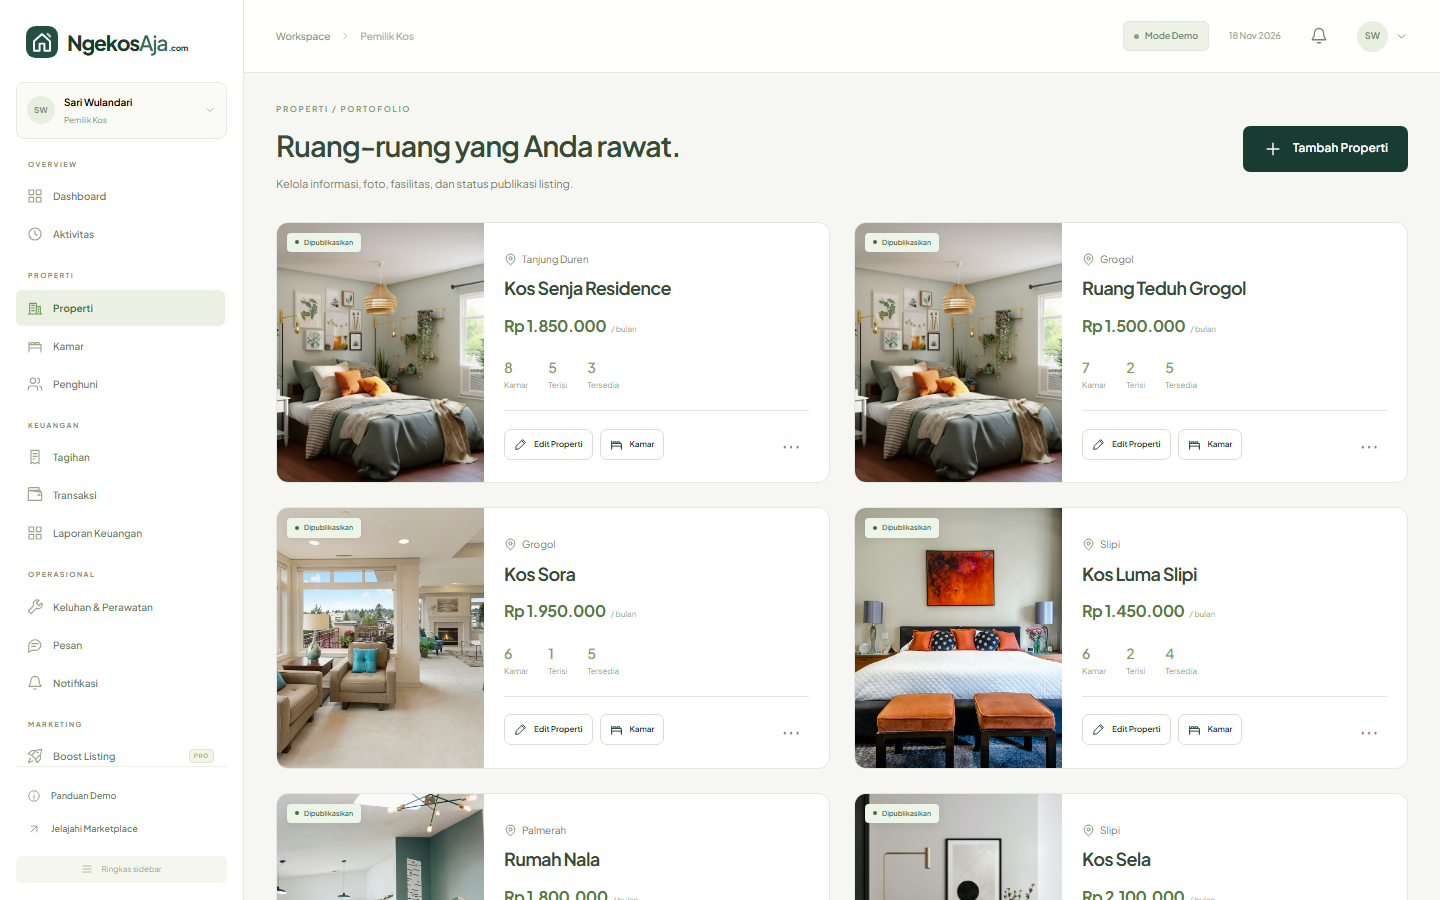 NgekosAja.com
SW
Sari Wulandari
Pemilik Kos
OVERVIEW
Dashboard
Aktivitas
PROPERTI
Properti
Kamar
Penghuni
KEUANGAN
Tagihan
Transaksi
Laporan Keuangan
OPERASIONAL
Keluhan & Perawatan
Pesan
Notifikasi
MARKETING
Boost Listing PRO
Panduan Demo
Jelajahi Marketplace
Ringkas sidebar
Workspace > Pemilik Kos
Mode Demo 18 Nov 2026 SW
PROPERTI / PORTOFOLIO
Ruang-ruang yang Anda rawat.
Kelola informasi, foto, fasilitas, dan status publikasi listing.
Tambah Properti
Dipublikasikan
Tanjung Duren
Kos Senja Residence
Rp 1.850.000 / bulan
8 5 3
Kamar Terisi Tersedia
Edit Properti Kamar ...
Dipublikasikan
Grogol
Ruang Teduh Grogol
Rp 1.500.000 / bulan
7 2 5
Kamar Terisi Tersedia
Edit Properti Kamar ...
Dipublikasikan
Grogol
Kos Sora
Rp 1.950.000 / bulan
6 1 5
Kamar Terisi Tersedia
Edit Properti Kamar ...
Dipublikasikan
Slipi
Kos Luma Slipi
Rp 1.450.000 / bulan
6 2 4
Kamar Terisi Tersedia
Edit Properti Kamar ...
Dipublikasikan
Palmerah
Rumah Nala
Rp 1.800.000 / bulan
Dipublikasikan
Slipi
Kos Sela
Rp 2.100.000 / bulan